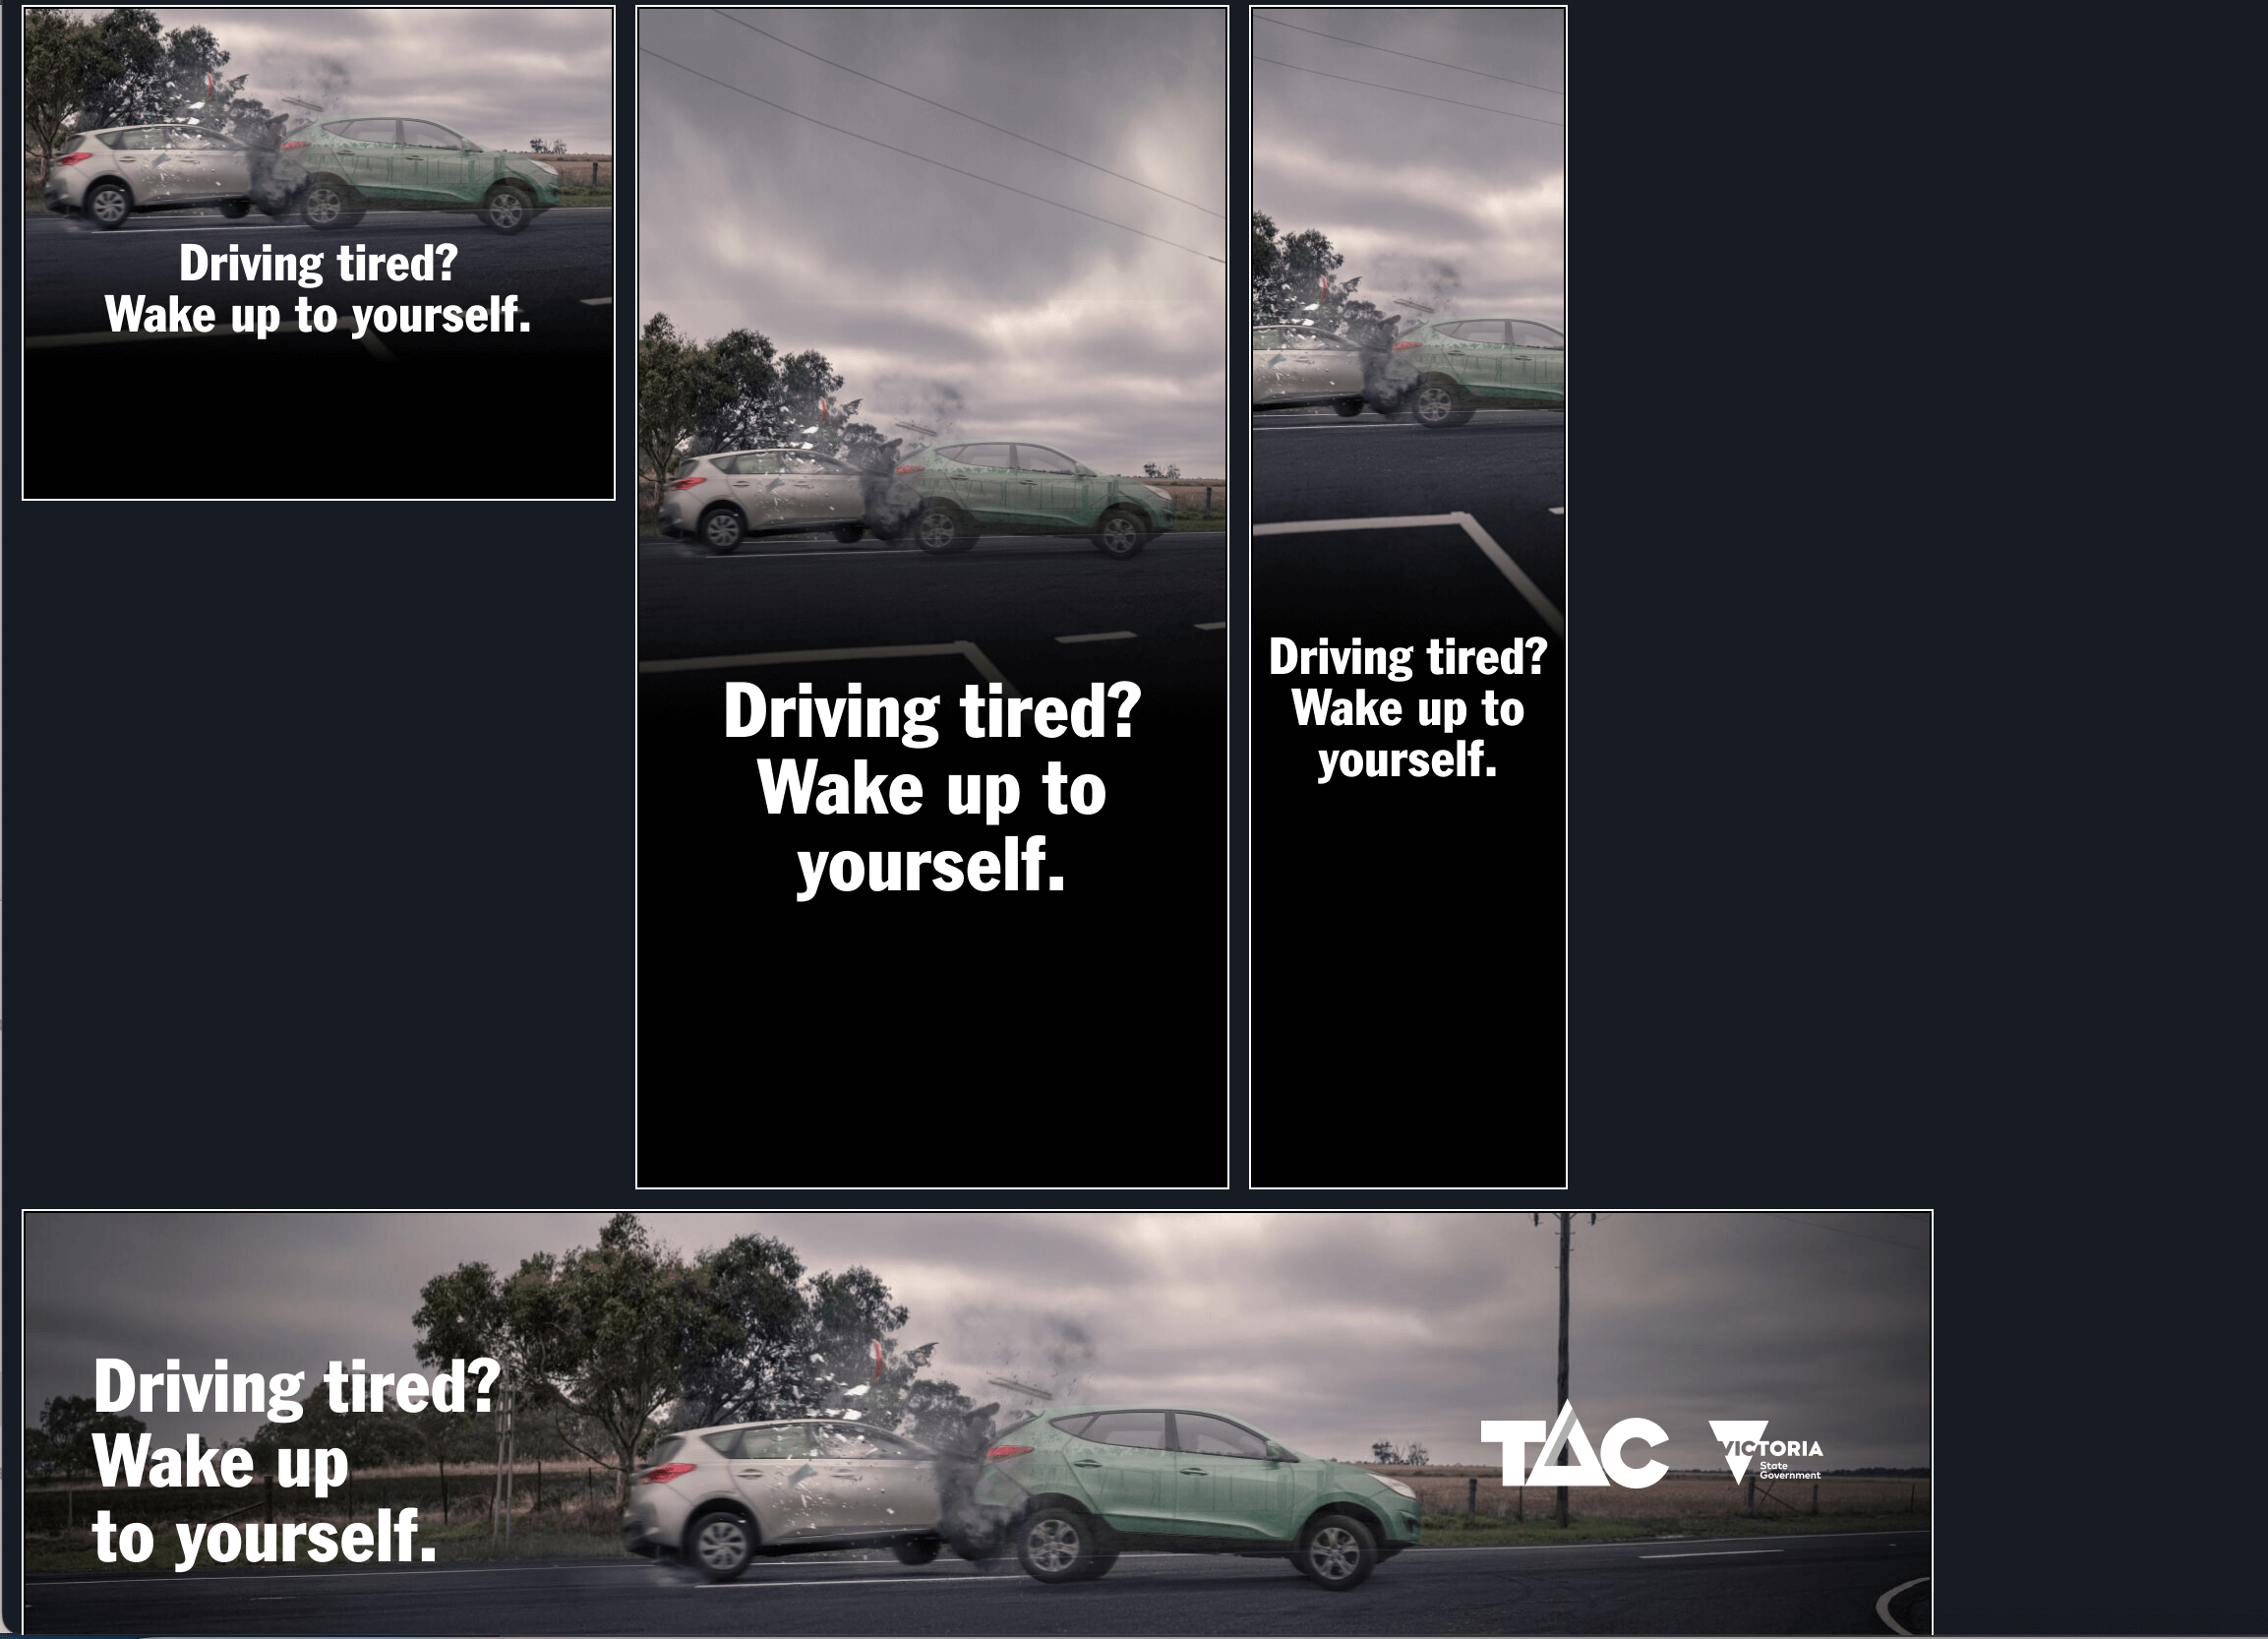 Driving tired?
Wake up to yourself.
Driving tired?
Wake up to
yourself.
Driving tired?
Wake up to
yourself.
Driving tired?
Wake up
to yourself.
TAC
VICTORIA
State
Government